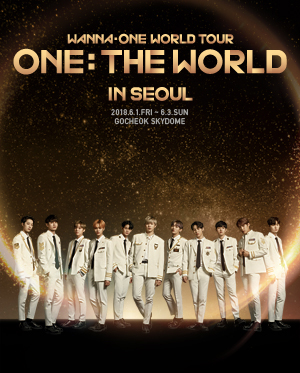 WANNA·ONE WORLD TOUR
ONE: THE WORLD
IN SEOUL
2018.6.1.FRI ~ 6.3.SUN
GOCHEOK SKYDOME